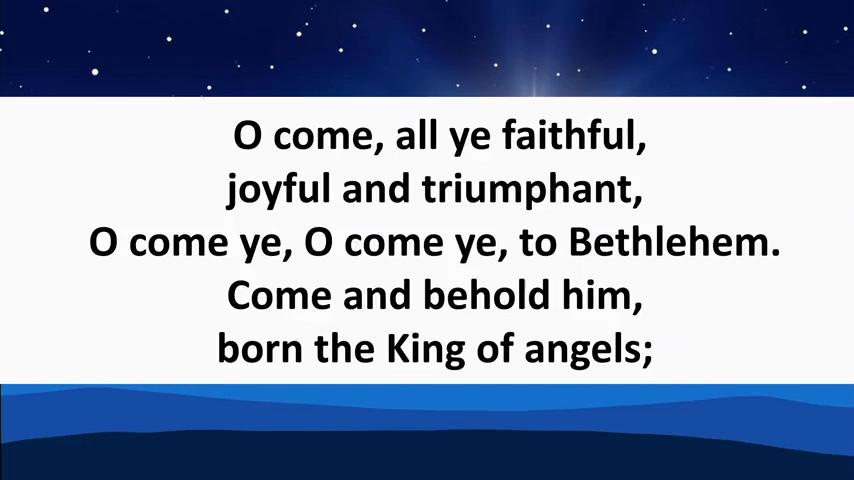 O come, all ye faithful,
joyful and triumphant,
O come ye, O come ye, to Bethlehem.
Come and behold him,
born the King of angels;